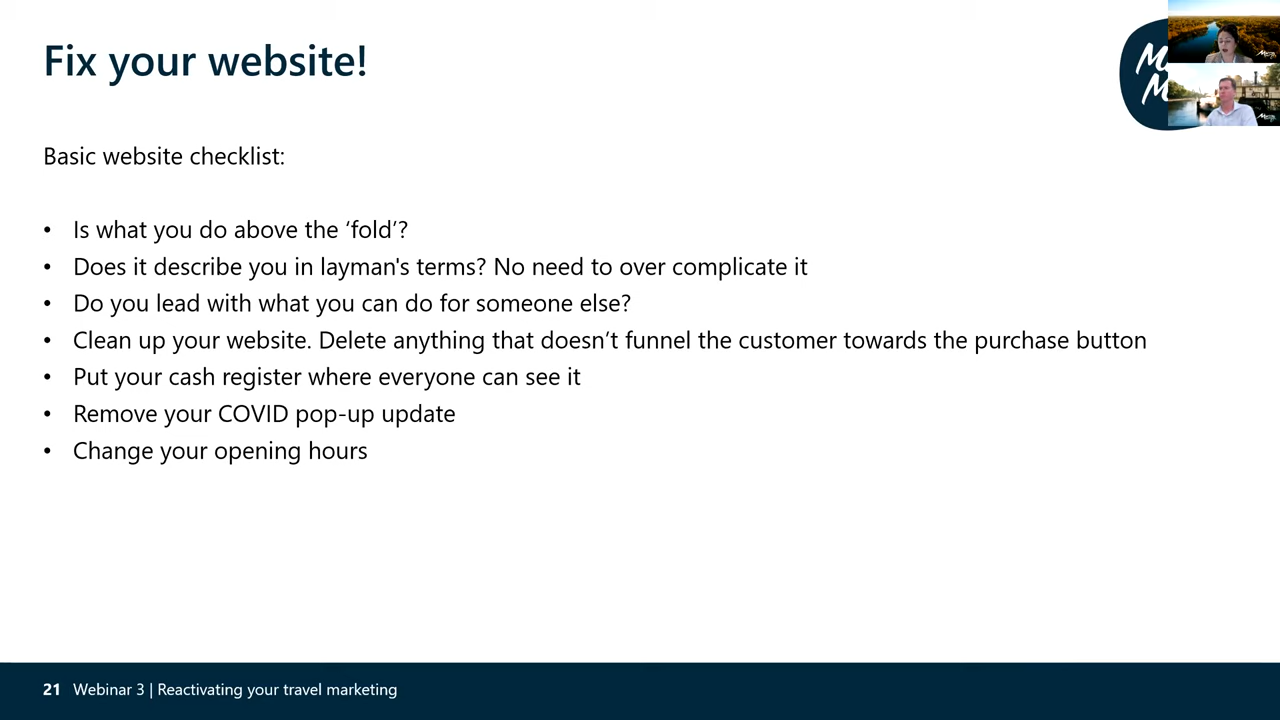 Fix your website!
Basic website checklist:
• Is what you do above the ‘fold’?
• Does it describe you in layman's terms? No need to over complicate it
• Do you lead with what you can do for someone else?
• Clean up your website. Delete anything that doesn’t funnel the customer towards the purchase button
• Put your cash register where everyone can see it
• Remove your COVID pop-up update
• Change your opening hours
21 Webinar 3 | Reactivating your travel marketing